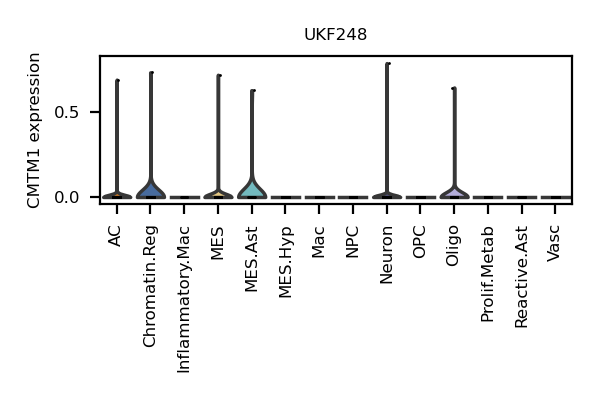 UKF248
CMTM1 expression
0.5
0.0
AC
Chromatin.Reg
Inflammatory.Mac
MES
MES.Ast
MES.Hyp
Mac
NPC
Neuron
OPC
Oligo
Prolif.Metab
Reactive.Ast
Vasc